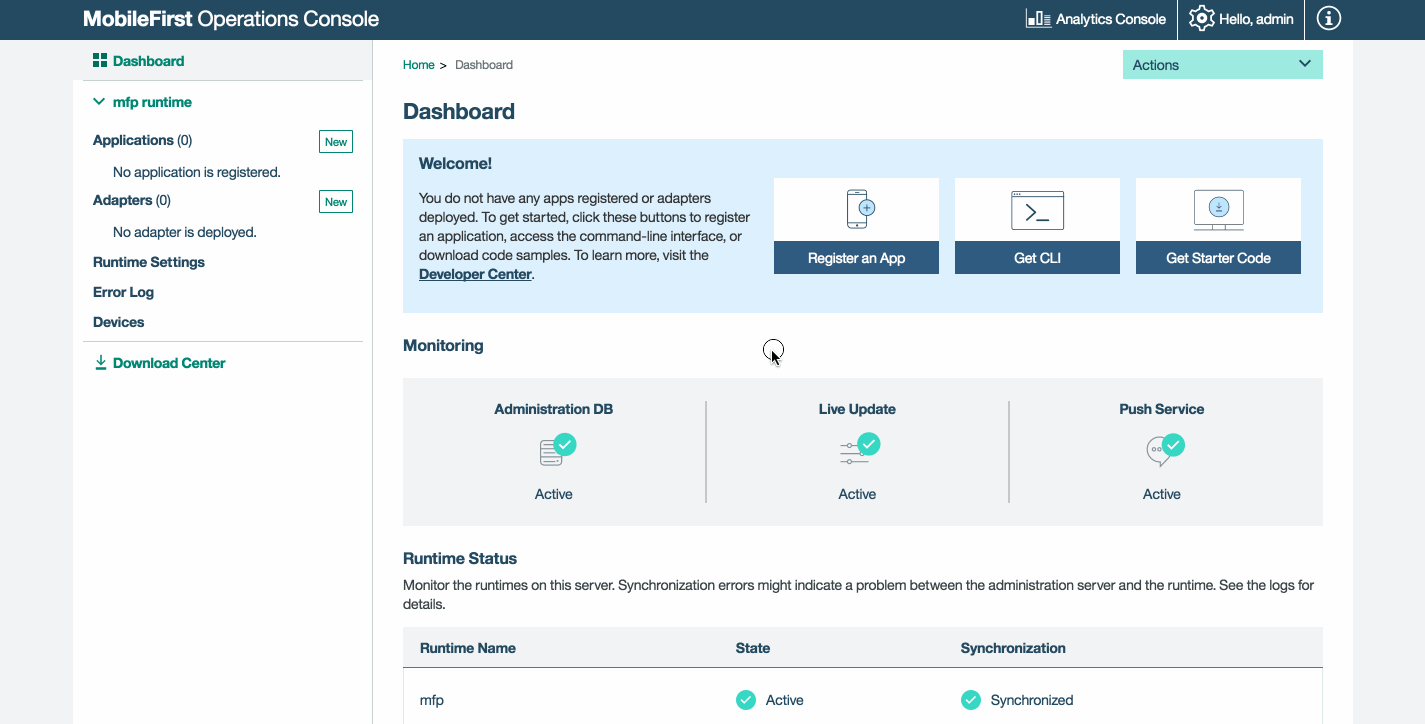 MobileFirst Operations Console
Analytics Console
Hello, admin
Dashboard
mfp runtime
Applications (0)
New
No application is registered.
Adapters (0)
New
No adapter is deployed.
Runtime Settings
Error Log
Devices
Download Center
Home > Dashboard
Actions
Dashboard
Welcome!
You do not have any apps registered or adapters
deployed. To get started, click these buttons to register
an application, access the command-line interface, or
download code samples. To learn more, visit the
Developer Center.
Register an App
Get CLI
Get Starter Code
Monitoring
Administration DB
Active
Live Update
Active
Push Service
Active
Runtime Status
Monitor the runtimes on this server. Synchronization errors might indicate a problem between the administration server and the runtime. See the logs for
details.
Runtime Name State Synchronization
mfp Active Synchronized